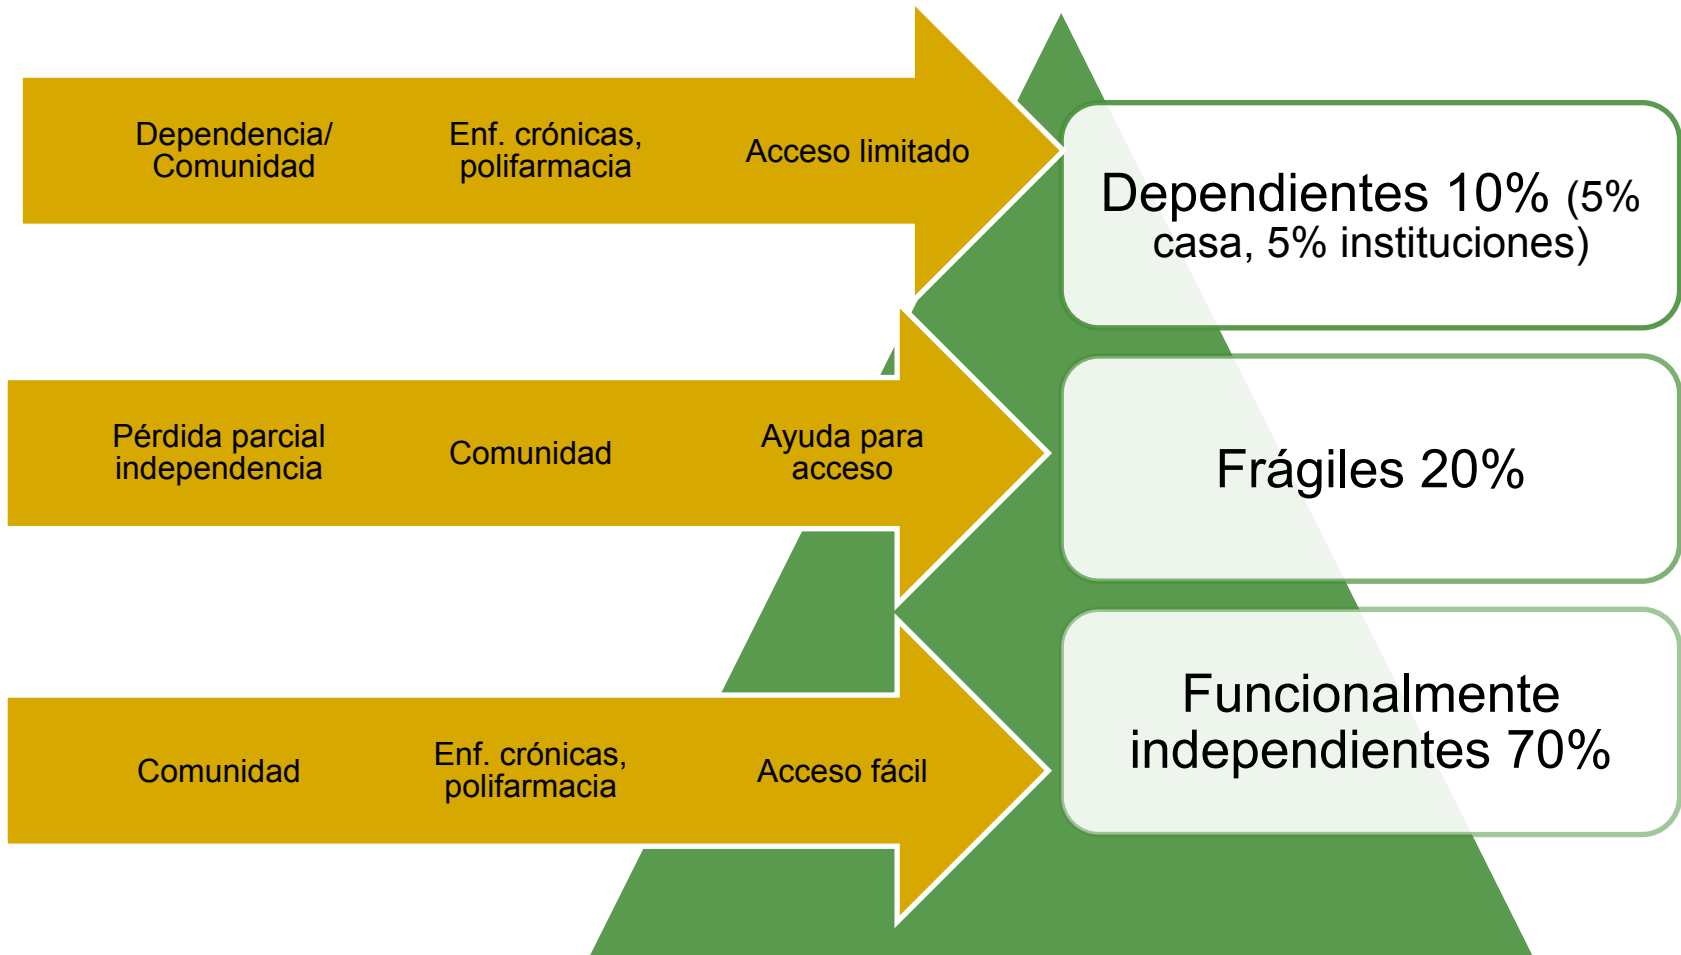 Dependencia/
Comunidad
Enf. crónicas,
polifarmacia
Acceso limitado
Dependientes 10% (5%
casa, 5% instituciones)
Pérdida parcial
independencia
Comunidad
Ayuda para
acceso
Frágiles 20%
Comunidad
Enf. crónicas,
polifarmacia
Acceso fácil
Funcionalmente
independientes 70%